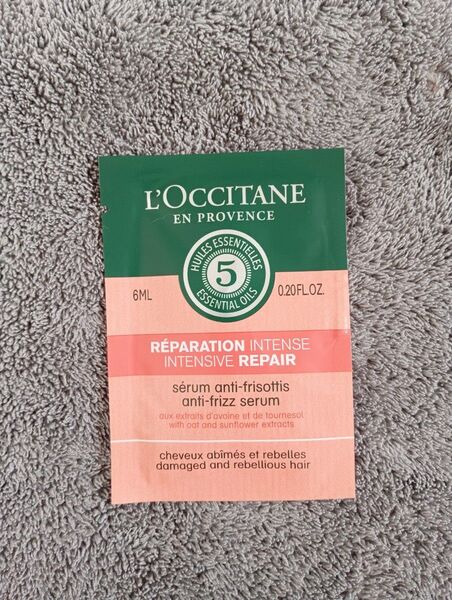 L'OCCITANE
EN PROVENCE
HUILES ESSENTIELLES
5
ESSENTIAL OILS
6ML
0.20FL.OZ.
RÉPARATION INTENSE
INTENSIVE REPAIR
sérum anti-frisottis
anti-frizz serum
aux extraits d'avoine et de tournesol
with oat and sunflower extracts
cheveux abîmés et rebelles
damaged and rebellious hair